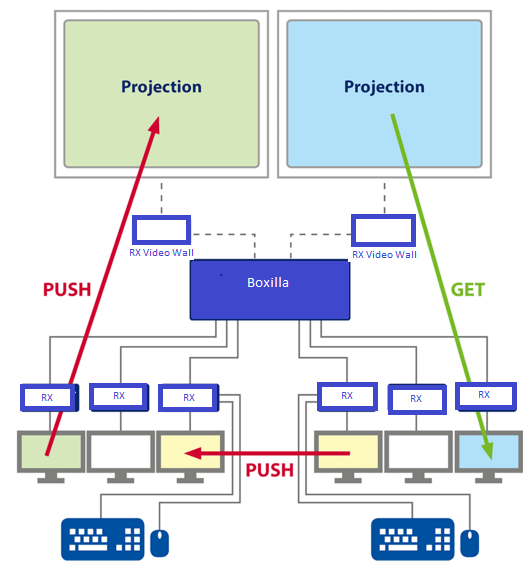 Projection
Projection
RX Video Wall
RX Video Wall
Boxilla
PUSH
GET
RX
RX
RX
RX
RX
RX
PUSH